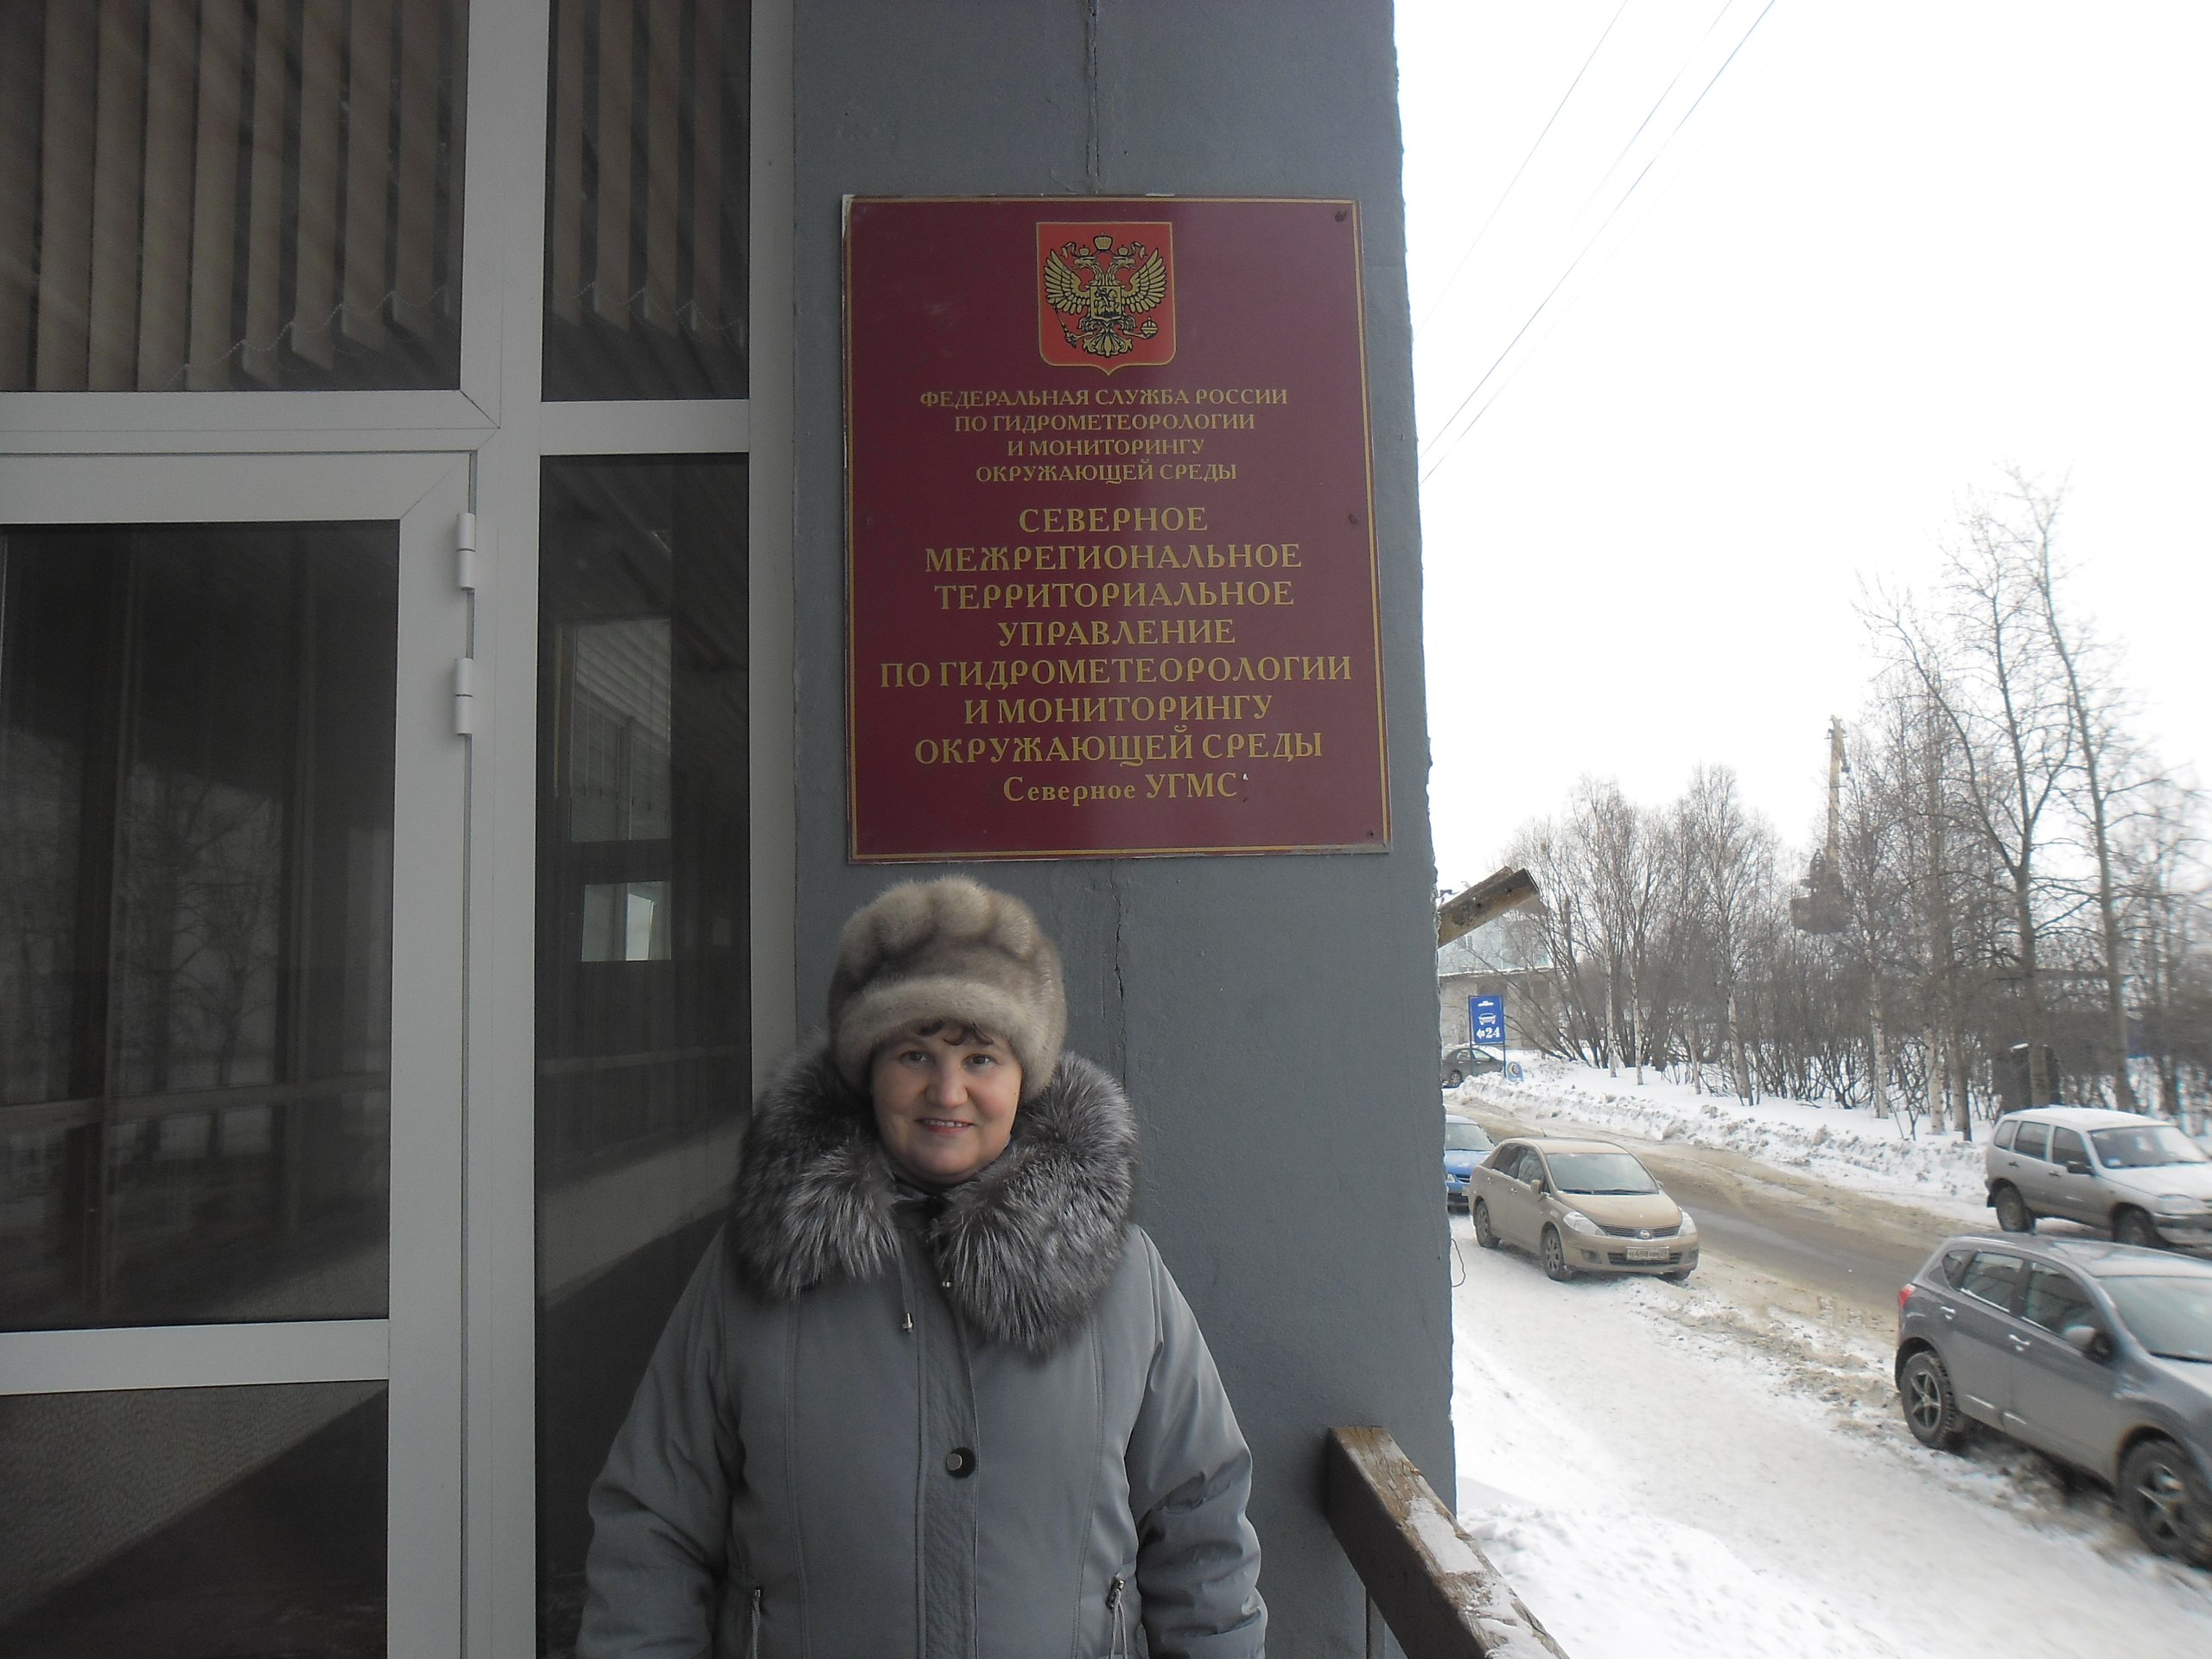 ФЕДЕРАЛЬНАЯ СЛУЖБА РОССИИ
ПО ГИДРОМЕТЕОРОЛОГИИ
И МОНИТОРИНГУ
ОКРУЖАЮЩЕЙ СРЕДЫ
СЕВЕРНОЕ
МЕЖРЕГИОНАЛЬНОЕ
ТЕРРИТОРИАЛЬНОЕ
УПРАВЛЕНИЕ
ПО ГИДРОМЕТЕОРОЛОГИИ
И МОНИТОРИНГУ
ОКРУЖАЮЩЕЙ СРЕДЫ
Северное УГМС
24